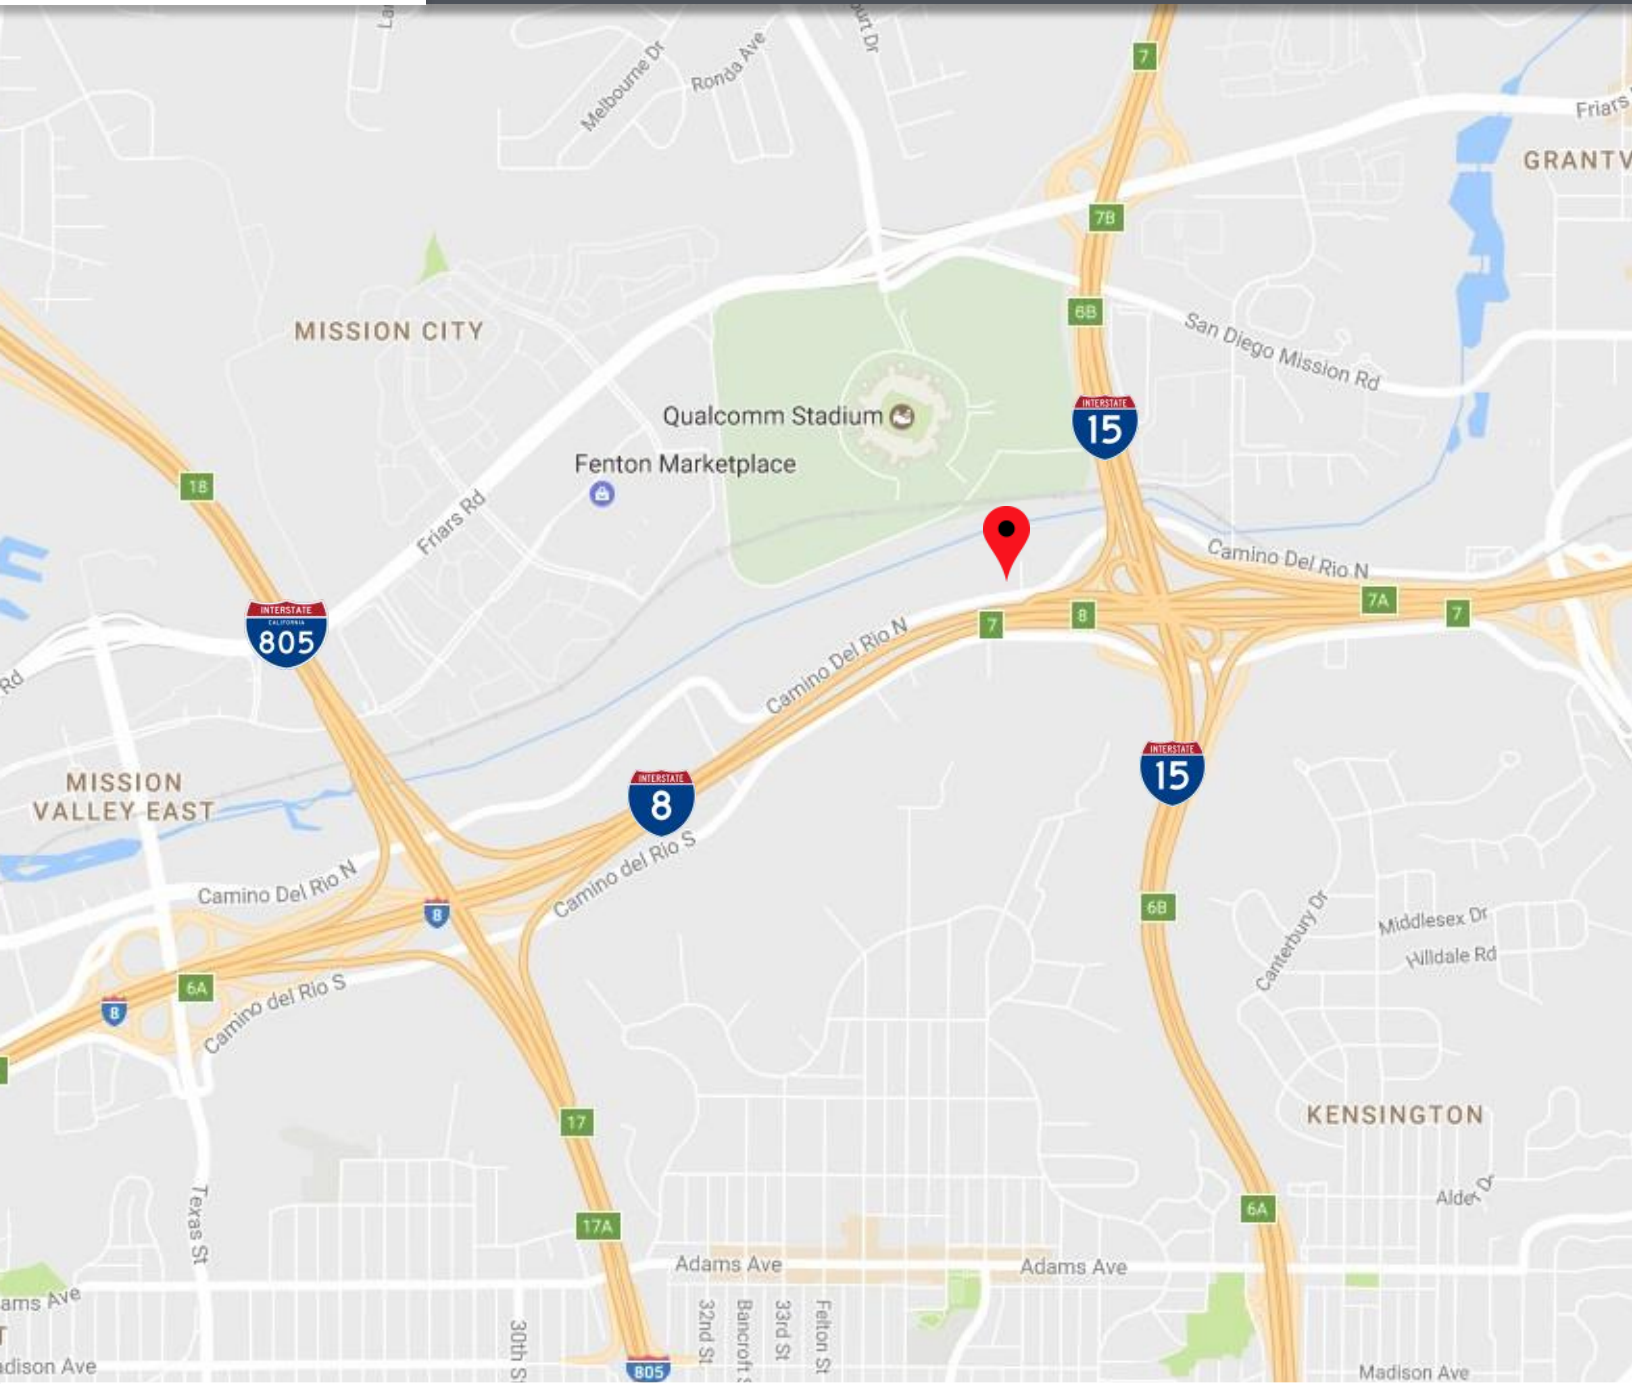 Melbourne Dr
Ronda Ave
7
Friars
GRANTV
7B
6B
San Diego Mission Rd
MISSION CITY
INTERSTATE
15
Qualcomm Stadium
Fenton Marketplace
18
Friars Rd
Camino Del Rio N
7A
7
INTERSTATE
CALIFORNIA
805
7
8
Camino Del Rio N
Rd
INTERSTATE
15
MISSION
VALLEY EAST
INTERSTATE
8
Camino del Rio S
Camino Del Rio N
8
6B
Canterbury Dr
Middlesex Dr
Hilldale Rd
6A
8
Camino del Rio S
17
KENSINGTON
Alder Dr
6A
Texas St
17A
Adams Ave
Adams Ave
ams Ave
32nd St
Bancroft S
33rd St
Felton St
30th S
T
adison Ave
805
Madison Ave